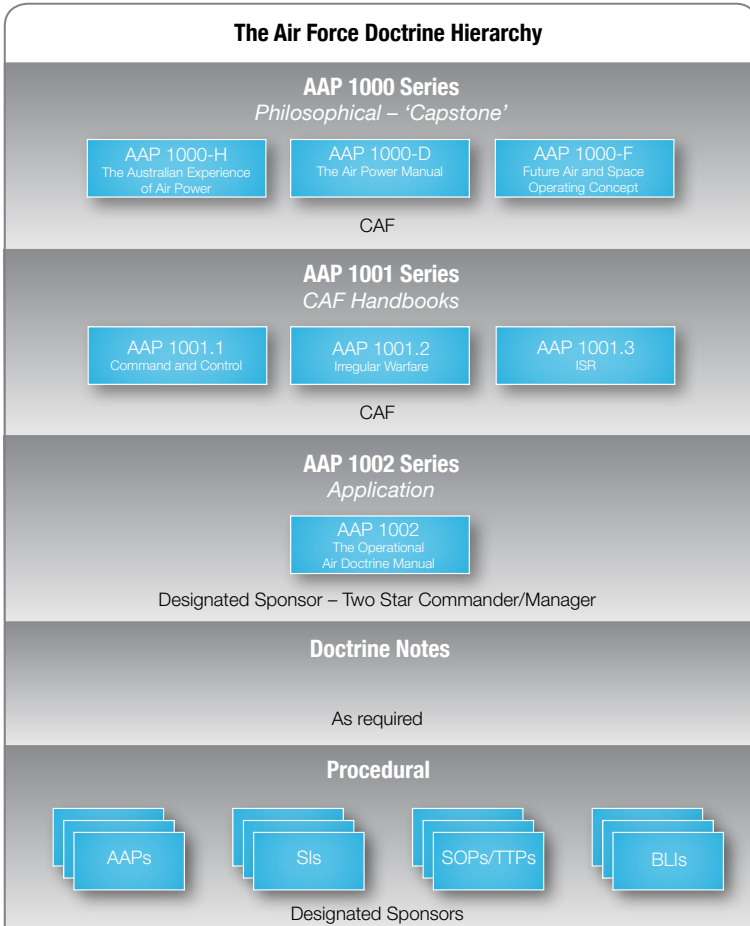 The Air Force Doctrine Hierarchy
AAP 1000 Series
Philosophical – ‘Capstone’
AAP 1000-H
The Australian Experience
of Air Power
AAP 1000-D
The Air Power Manual
AAP 1000-F
Future Air and Space
Operating Concept
CAF
AAP 1001 Series
CAF Handbooks
AAP 1001.1
Command and Control
AAP 1001.2
Irregular Warfare
AAP 1001.3
ISR
CAF
AAP 1002 Series
Application
AAP 1002
The Operational
Air Doctrine Manual
Designated Sponsor – Two Star Commander/Manager
Doctrine Notes
As required
Procedural
AAPs
SIs
SOPs/TTPs
BLIs
Designated Sponsors